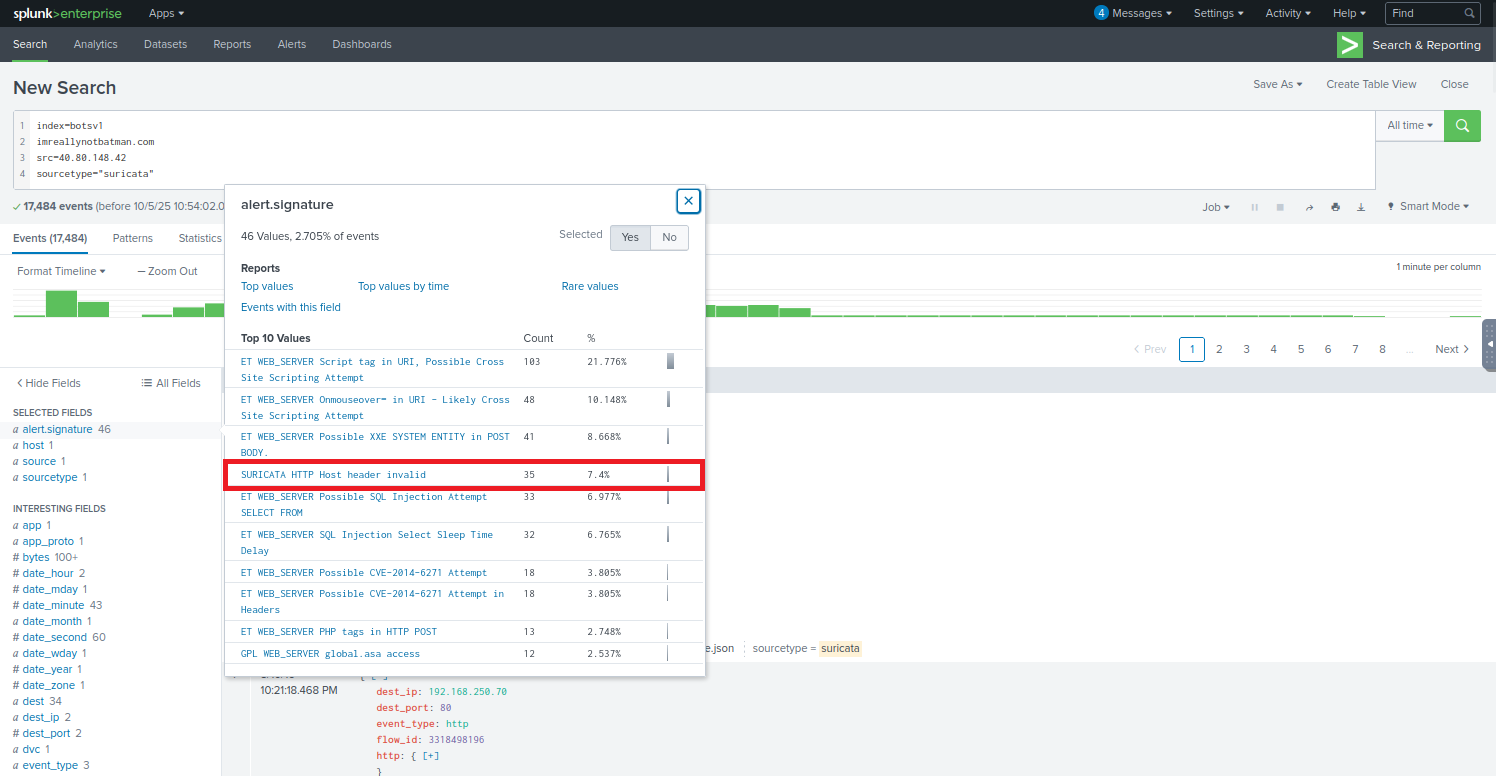 splunk>enterprise Apps 4 Messages Settings Activity Help Find
Search Analytics Datasets Reports Alerts Dashboards Search & Reporting
New Search Save As Create Table View Close
1 index=botsv1
2 imreallynotbatman.com
3 src=40.80.148.42
4 sourcetype="suricata"
All time
17,484 events (before 10/5/25 10:54:02.0
Job Smart Mode
Events (17,484) Patterns Statistics
Format Timeline — Zoom Out
1 minute per column
alert.signature
46 Values, 2.705% of events
Selected Yes No
Reports
Top values Top values by time Rare values
Events with this field
Top 10 Values Count %
ET WEB_SERVER Script tag in URI, Possible Cross 103 21.776%
Site Scripting Attempt
ET WEB_SERVER Onmouseover= in URI - Likely Cross 48 10.148%
Site Scripting Attempt
ET WEB_SERVER Possible XXE SYSTEM ENTITY in POST 41 8.668%
BODY.
SURICATA HTTP Host header invalid 35 7.4%
ET WEB_SERVER Possible SQL Injection Attempt 33 6.977%
SELECT FROM
ET WEB_SERVER SQL Injection Select Sleep Time 32 6.765%
Delay
ET WEB_SERVER Possible CVE-2014-6271 Attempt 18 3.805%
ET WEB_SERVER Possible CVE-2014-6271 Attempt in 18 3.805%
Headers
ET WEB_SERVER PHP tags in HTTP POST 13 2.748%
GPL WEB_SERVER global.asa access 12 2.537%
< Prev 1 2 3 4 5 6 7 8 ... Next >
< Hide Fields All Fields
SELECTED FIELDS
a alert.signature 46
a host 1
a source 1
a sourcetype 1
INTERESTING FIELDS
a app 1
a app_proto 1
# bytes 100+
# date_hour 2
# date_mday 1
# date_minute 43
a date_month 1
# date_second 60
a date_wday 1
# date_year 1
# date_zone 1
a dest 34
a dest_ip 2
# dest_port 2
a dvc 1
a event_type 3
e.json sourcetype = suricata
10:21:18.468 PM
dest_ip: 192.168.250.70
dest_port: 80
event_type: http
flow_id: 3318498196
http: { [+]
}